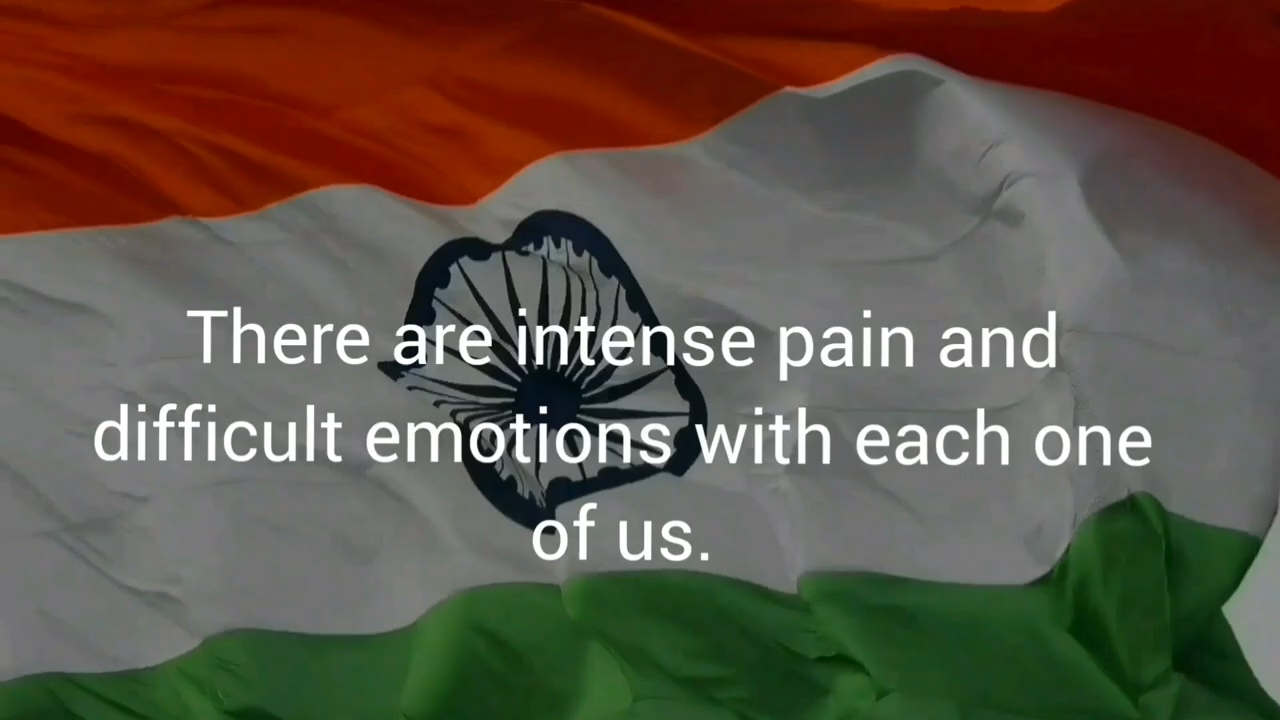 There are intense pain and
difficult emotions with each one
of us.